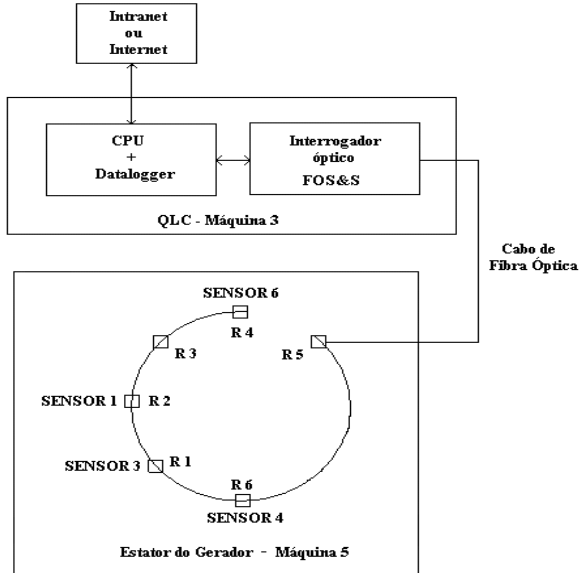 Intranet
ou
Internet
CPU
+
Datalogger
Interrogador
óptico
FOS&S
QLC - Máquina 3
Cabo de
Fibra Óptica
SENSOR 6
R 4
R 3
R 5
SENSOR 1
R 2
SENSOR 3
R 1
R 6
SENSOR 4
Estator do Gerador - Máquina 5